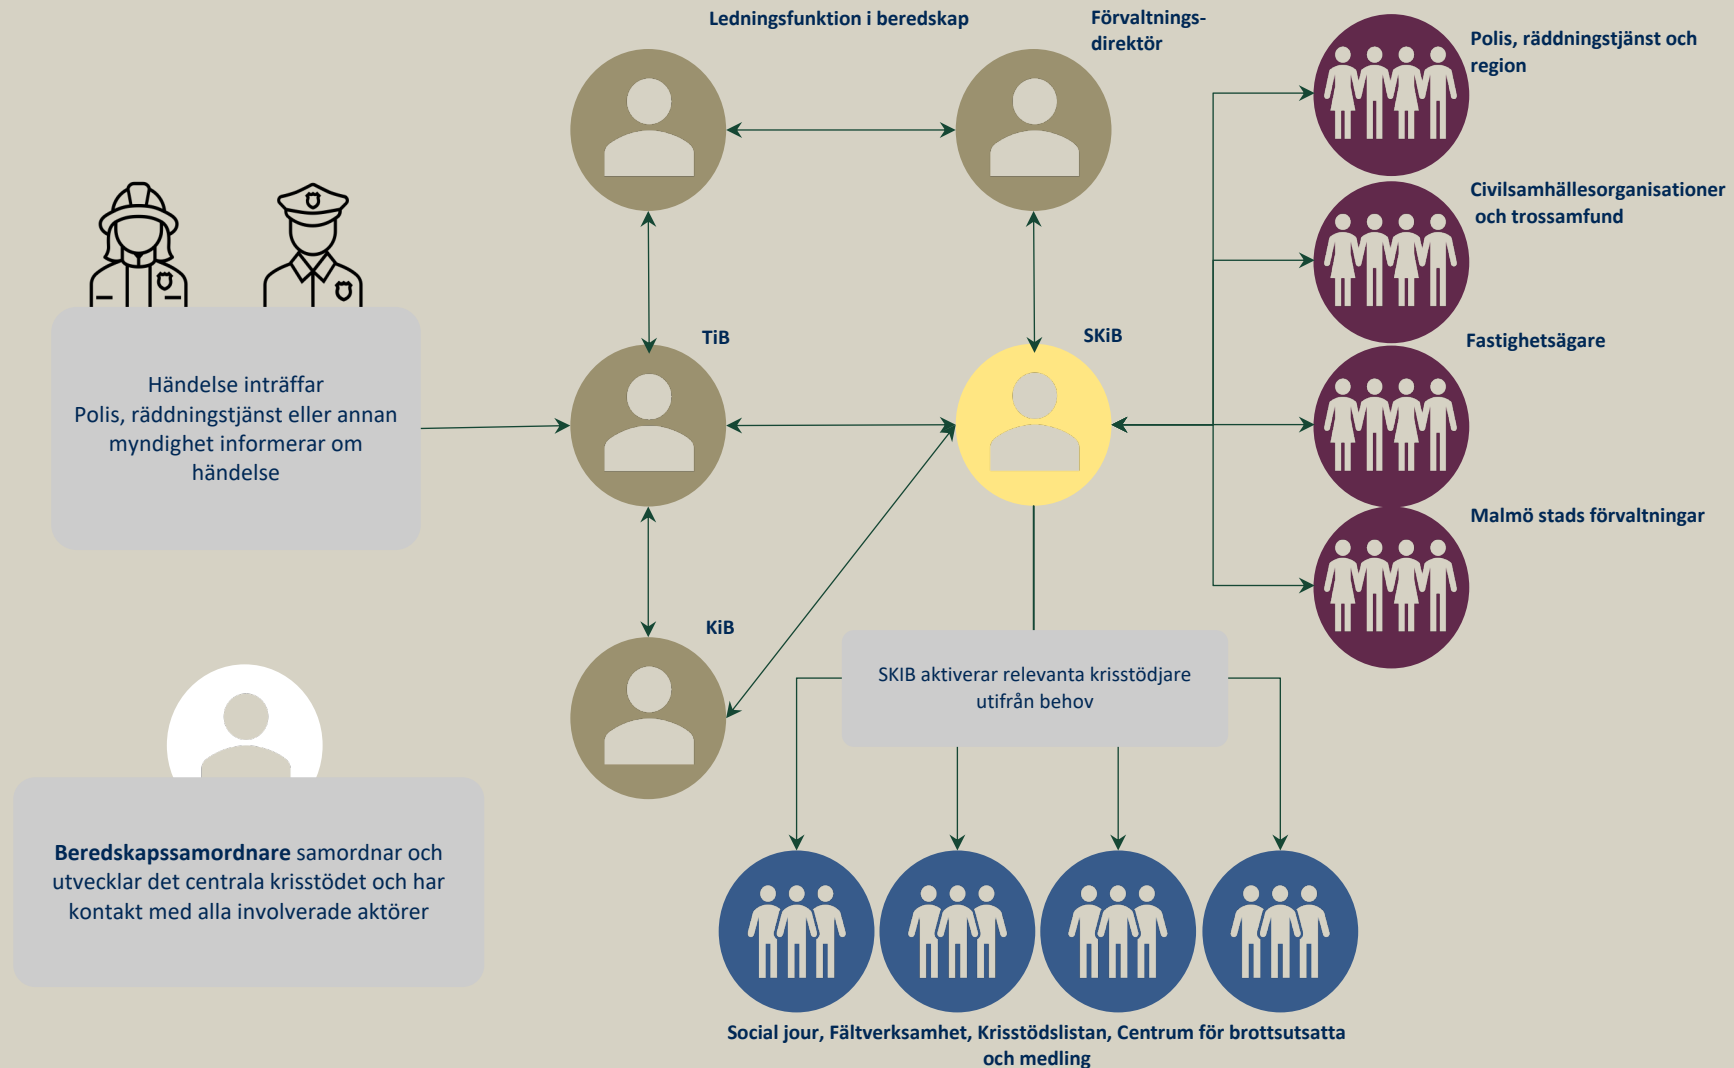 Ledningsfunktion i beredskap
Förvaltnings-
direktör
Polis, räddningstjänst och
region
Civilsamhällesorganisationer
och trossamfund
TiB
SKiB
Fastighetsägare
Händelse inträffar
Polis, räddningstjänst eller annan
myndighet informerar om
händelse
Malmö stads förvaltningar
KiB
SKIB aktiverar relevanta krisstödjare
utifrån behov
Beredskapssamordnare samordnar och
utvecklar det centrala krisstödet och har
kontakt med alla involverade aktörer
Social jour, Fältverksamhet, Krisstödslistan, Centrum för brottsutsatta
och medling